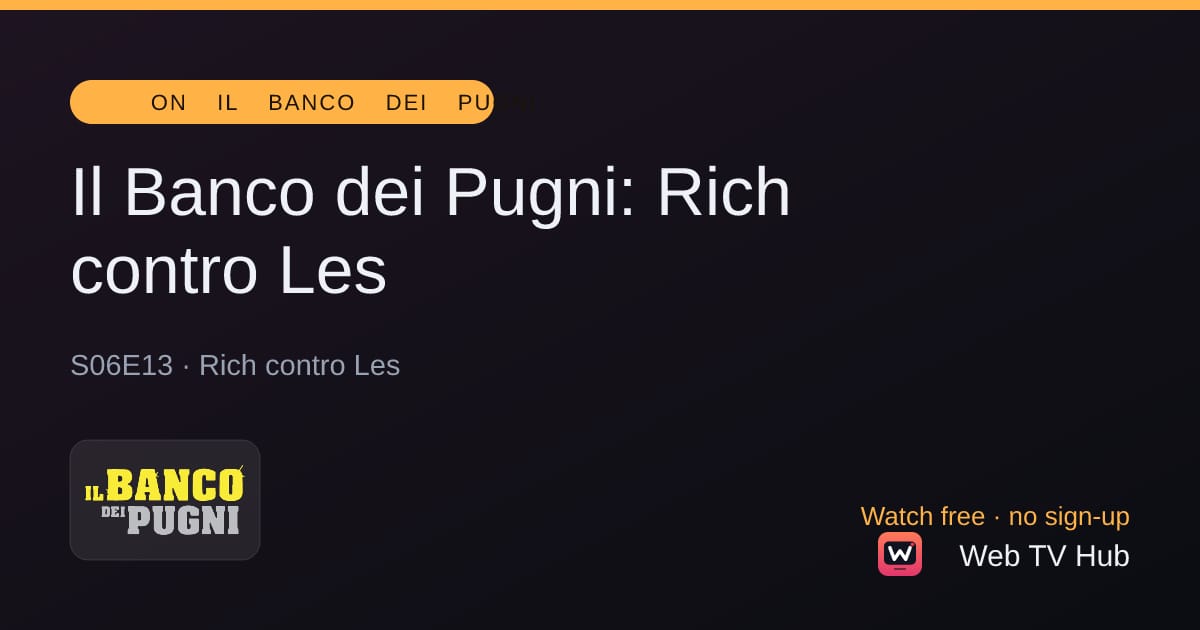 ON IL BANCO DEI PUGNI
Il Banco dei Pugni: Rich
contro Les
S06E13 · Rich contro Les
IL BANCO
DEI PUGNI
Watch free · no sign-up
Web TV Hub